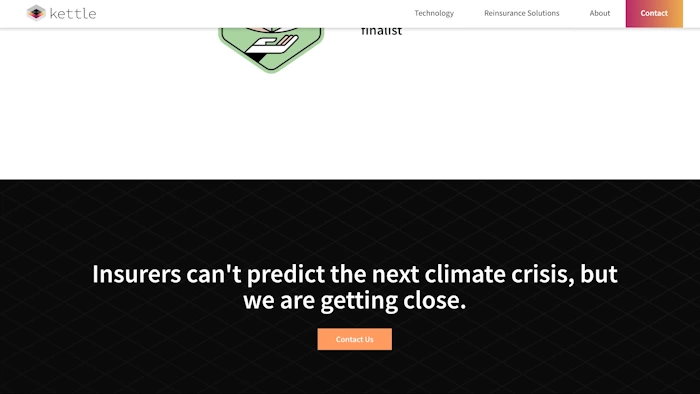 kettle
Technology
Reinsurance Solutions
About
Contact
finalist
Insurers can't predict the next climate crisis, but
we are getting close.
Contact Us